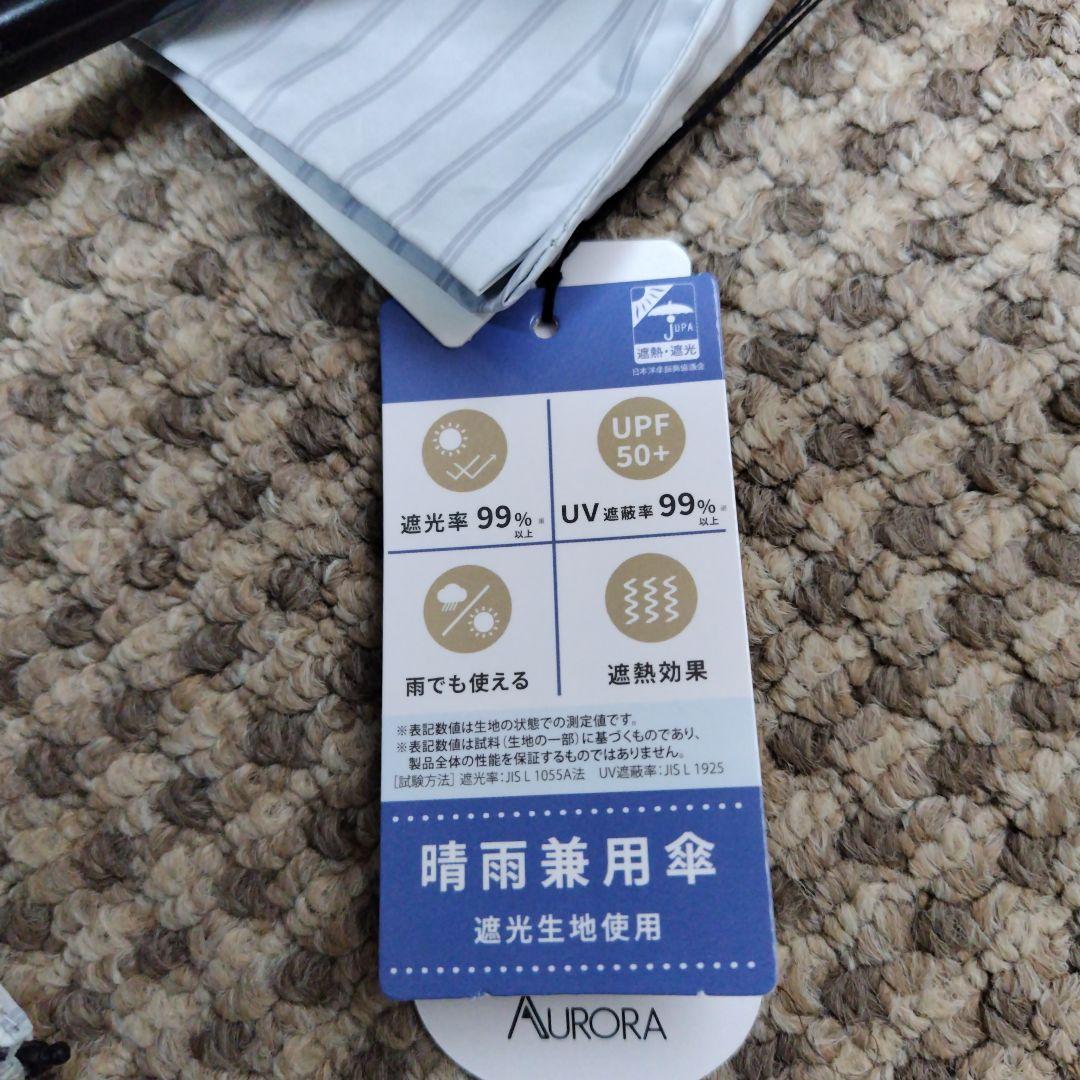 JUPA
遮熱・遮光
日本洋傘振興協議会
遮光率 99%以上 ※
UPF
50+
UV遮蔽率 99%以上 ※
雨でも使える
遮熱効果
※表記数値は生地の状態での測定値です。
※表記数値は試料(生地の一部)に基づくものであり、
製品全体の性能を保証するものではありません。
[試験方法] 遮光率:JIS L 1055A法 UV遮蔽率:JIS L 1925
晴雨兼用傘
遮光生地使用
AURORA